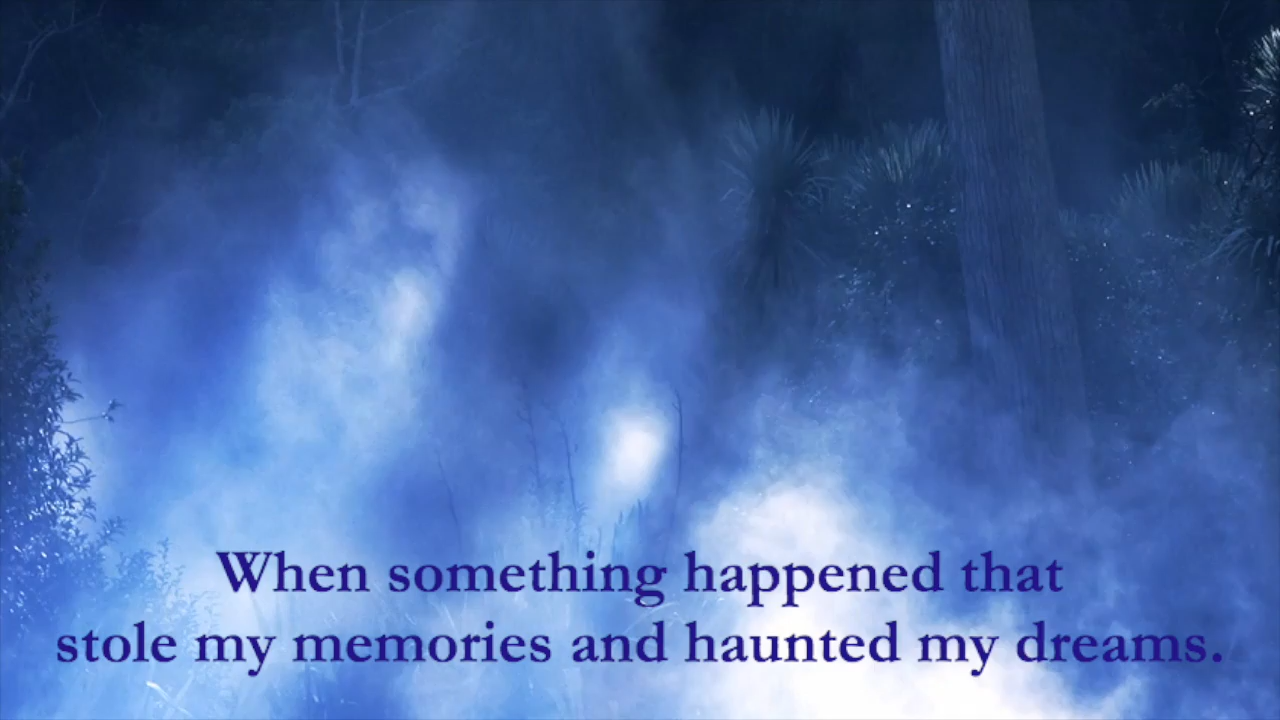 When something happened that
stole my memories and haunted my dreams.